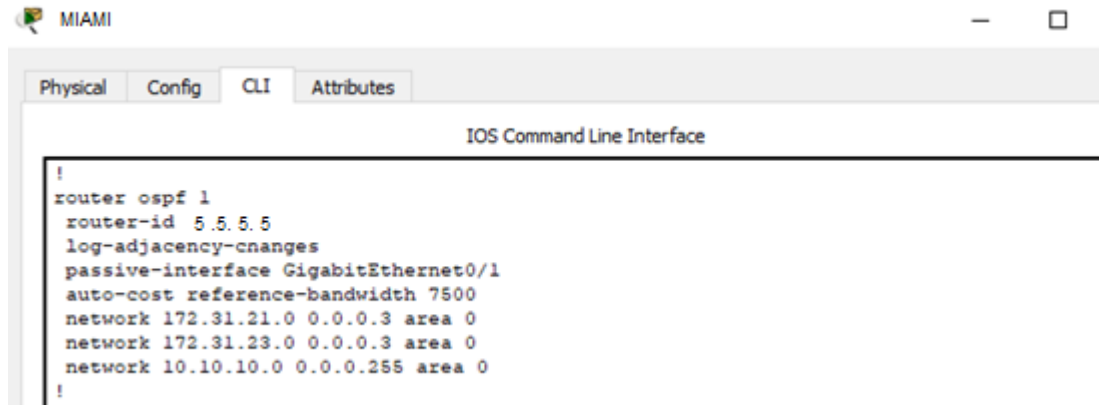 MIAMI
Physical Config CLI Attributes
IOS Command Line Interface
!
router ospf 1
router-id 5.5.5.5
log-adjacency-cnanges
passive-interface GigabitEthernet0/1
auto-cost reference-bandwidth 7500
network 172.31.21.0 0.0.0.3 area 0
network 172.31.23.0 0.0.0.3 area 0
network 10.10.10.0 0.0.0.255 area 0
!